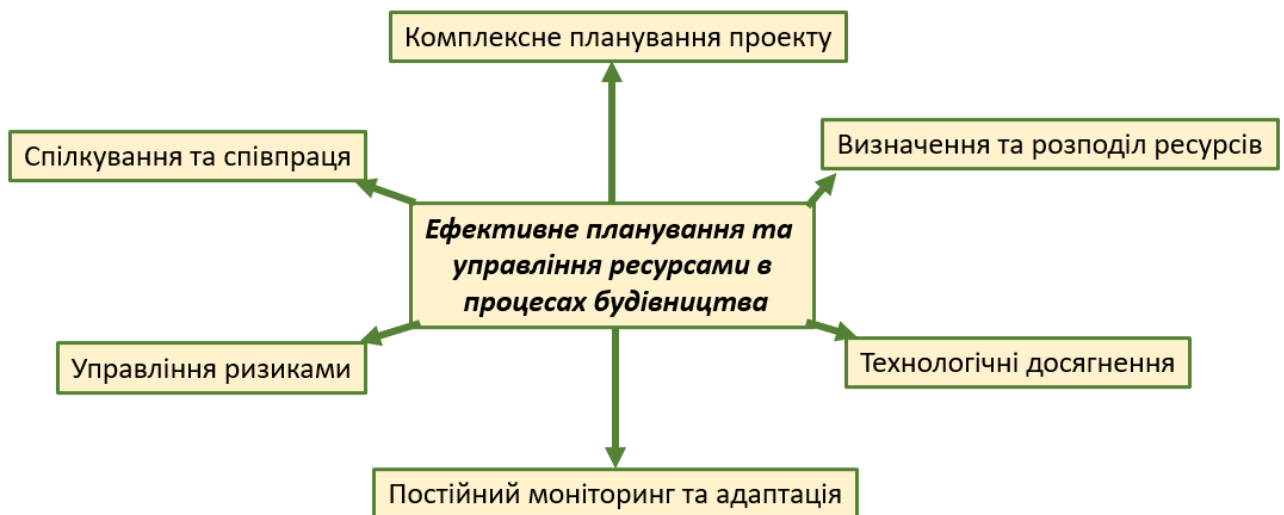 Комплексне планування проекту
Спілкування та співпраця
Визначення та розподіл ресурсів
Ефективне планування та
управління ресурсами в
процесах будівництва
Управління ризиками
Технологічні досягнення
Постійний моніторинг та адаптація